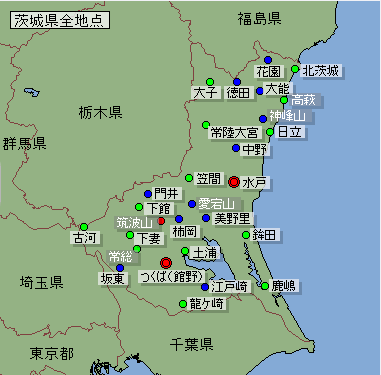 茨城県全地点
福島県
花園
北茨城
大子
徳田
大能
高萩
栃木県
神峰山
常陸大宮
日立
群馬県
中野
笠間
水戸
門井
愛宕山
下館
筑波山
柿岡
美野里
古河
下妻
鉾田
常総
土浦
坂東
つくば(館野)
埼玉県
江戸崎
鹿嶋
龍ケ崎
千葉県
東京都